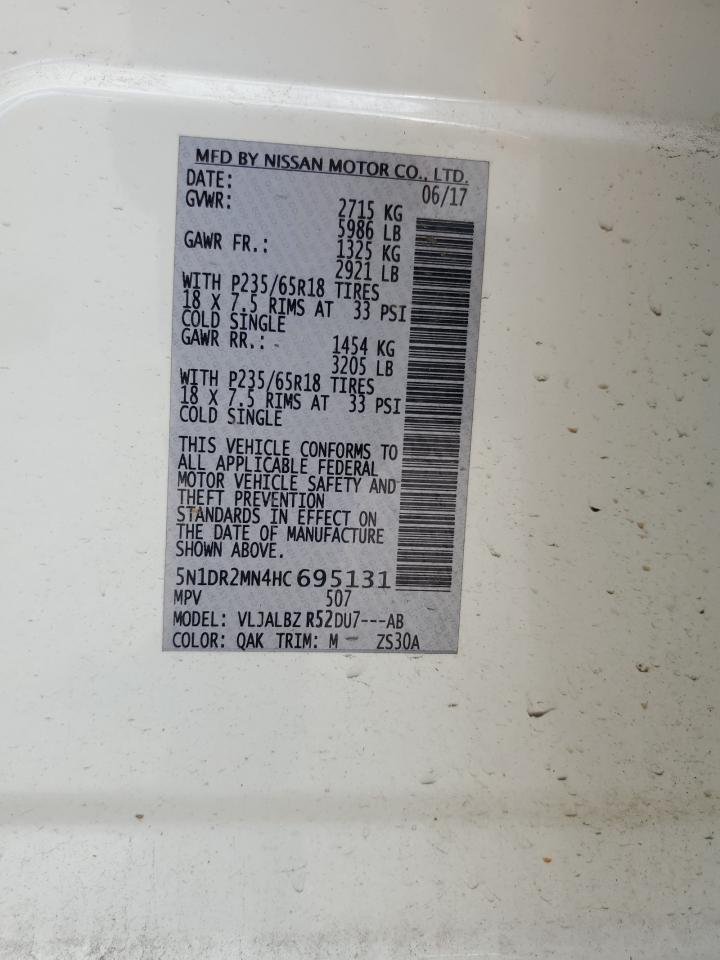 MFD BY NISSAN MOTOR CO., LTD.
DATE: 06/17
GVWR: 2715 KG
5986 LB
GAWR FR.: 1325 KG
2921 LB
WITH P235/65R18 TIRES
18 X 7.5 RIMS AT 33 PSI
COLD SINGLE
GAWR RR.: 1454 KG
3205 LB
WITH P235/65R18 TIRES
18 X 7.5 RIMS AT 33 PSI
COLD SINGLE
THIS VEHICLE CONFORMS TO
ALL APPLICABLE FEDERAL
MOTOR VEHICLE SAFETY AND
THEFT PREVENTION
STANDARDS IN EFFECT ON
THE DATE OF MANUFACTURE
SHOWN ABOVE.
5N1DR2MN4HC695131
MPV 507
MODEL: VLJALBZ R52DU7---AB
COLOR: QAK TRIM: M ZS30A